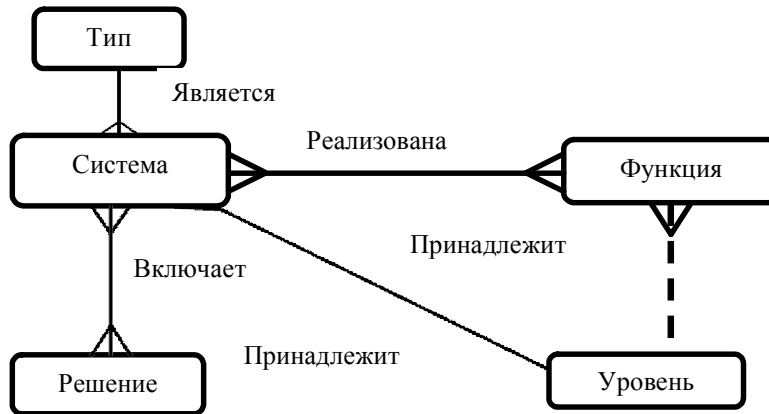 Тип
Является
Реализована
Система
Функция
Принадлежит
Включает
Принадлежит
Решение
Уровень